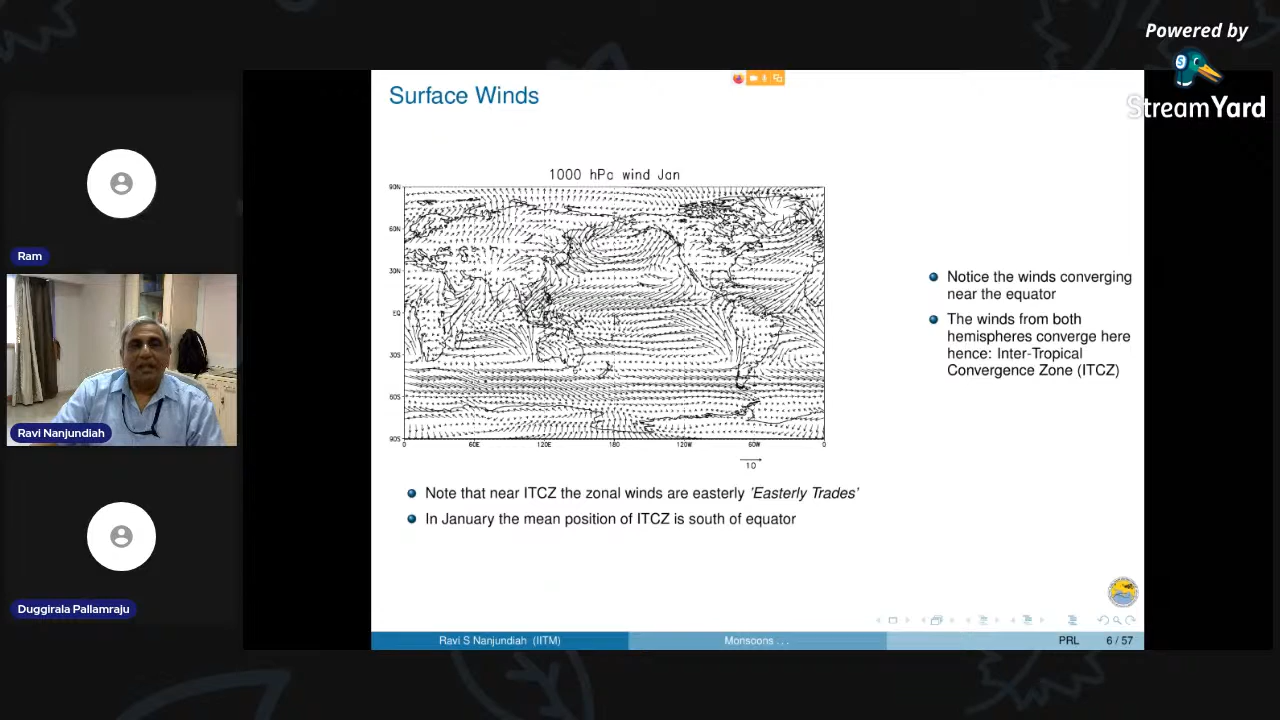 Powered by
StreamYard
Ram
Ravi Nanjundiah
Duggirala Pallamraju
Surface Winds
1000 hPa wind Jan
90N
60N
30N
EQ
30S
60S
90S
0 60E 120E 180 120W 60W 0
10
Notice the winds converging
near the equator
The winds from both
hemispheres converge here
hence: Inter-Tropical
Convergence Zone (ITCZ)
Note that near ITCZ the zonal winds are easterly 'Easterly Trades'
In January the mean position of ITCZ is south of equator
Ravi S Nanjundiah (IITM) Monsoons . . . PRL 6 / 57